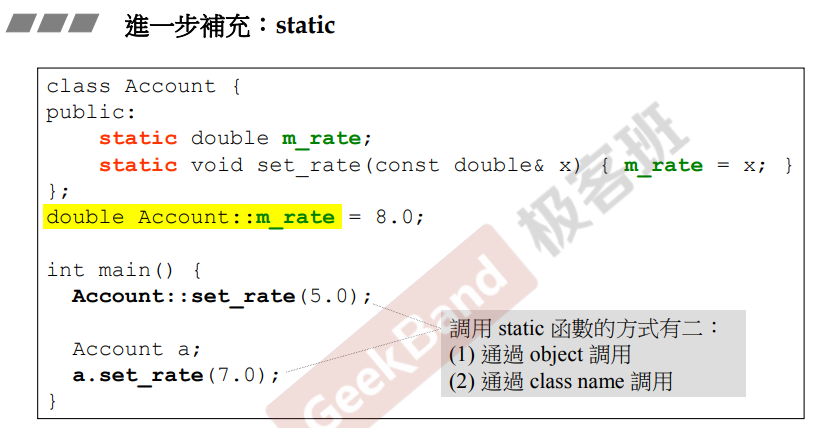 進一步補充：static
class Account {
public:
    static double m_rate;
    static void set_rate(const double& x) { m_rate = x; }
};
double Account::m_rate = 8.0;
int main() {
  Account::set_rate(5.0);
  Account a;
  a.set_rate(7.0);
}
調用 static 函數的方式有二：
(1) 通過 object 調用
(2) 通過 class name 調用
GeekBand 极客班